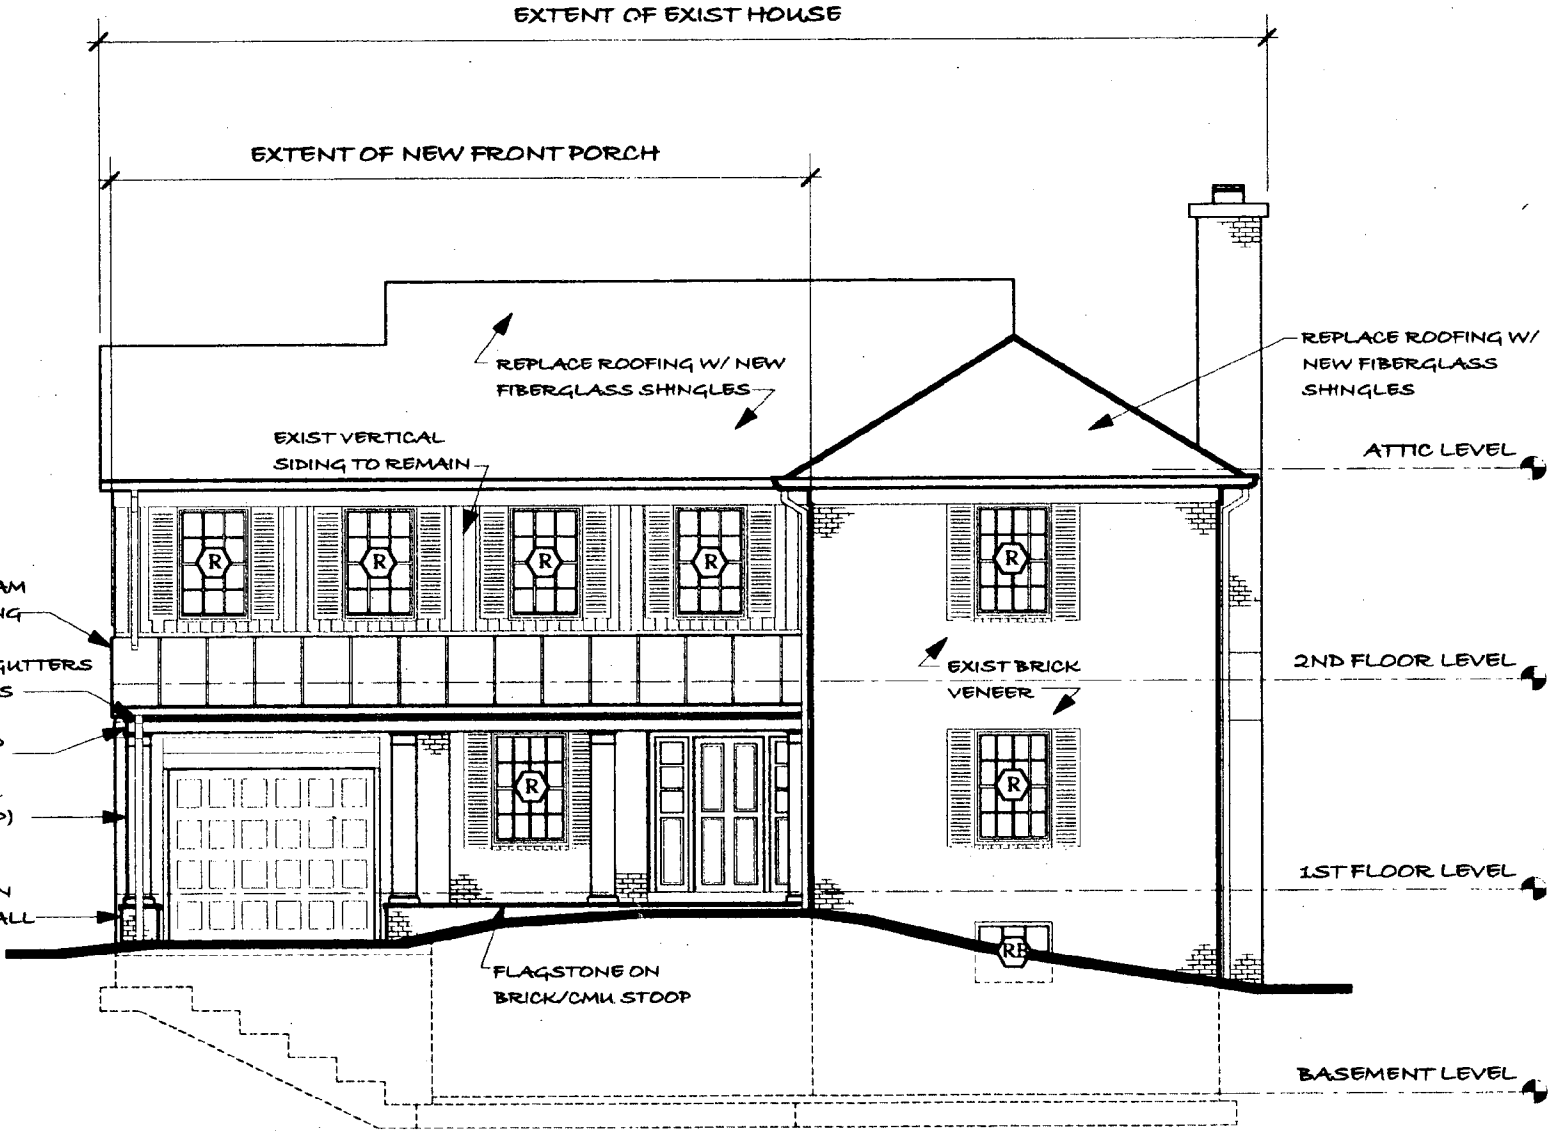 EXTENT OF EXIST HOUSE
EXTENT OF NEW FRONT PORCH
REPLACE ROOFING W/ NEW
FIBERGLASS SHINGLES
REPLACE ROOFING W/
NEW FIBERGLASS
SHINGLES
EXIST VERTICAL
SIDING TO REMAIN
ATTIC LEVEL
R
R
R
R
R
GUTTERS
EXIST BRICK
VENEER
2ND FLOOR LEVEL
R
R
1ST FLOOR LEVEL
RB
FLAGSTONE ON
BRICK/CMU STOOP
BASEMENT LEVEL